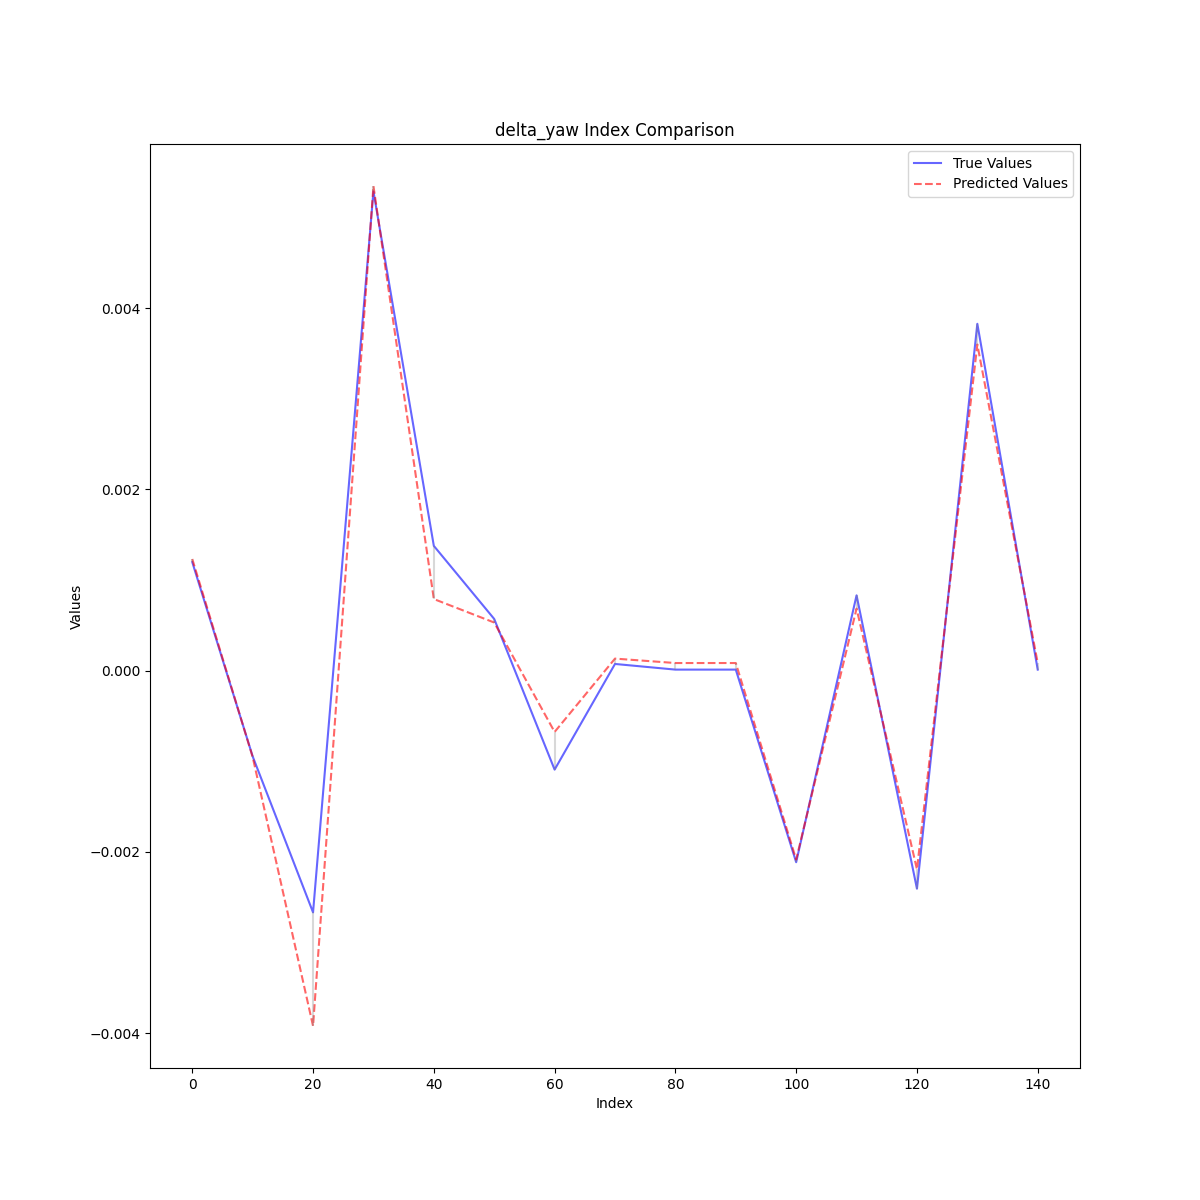 delta_yaw Index Comparison
True Values
Predicted Values
0.004
0.002
0.000
−0.002
−0.004
Values
0 20 40 60 80 100 120 140
Index